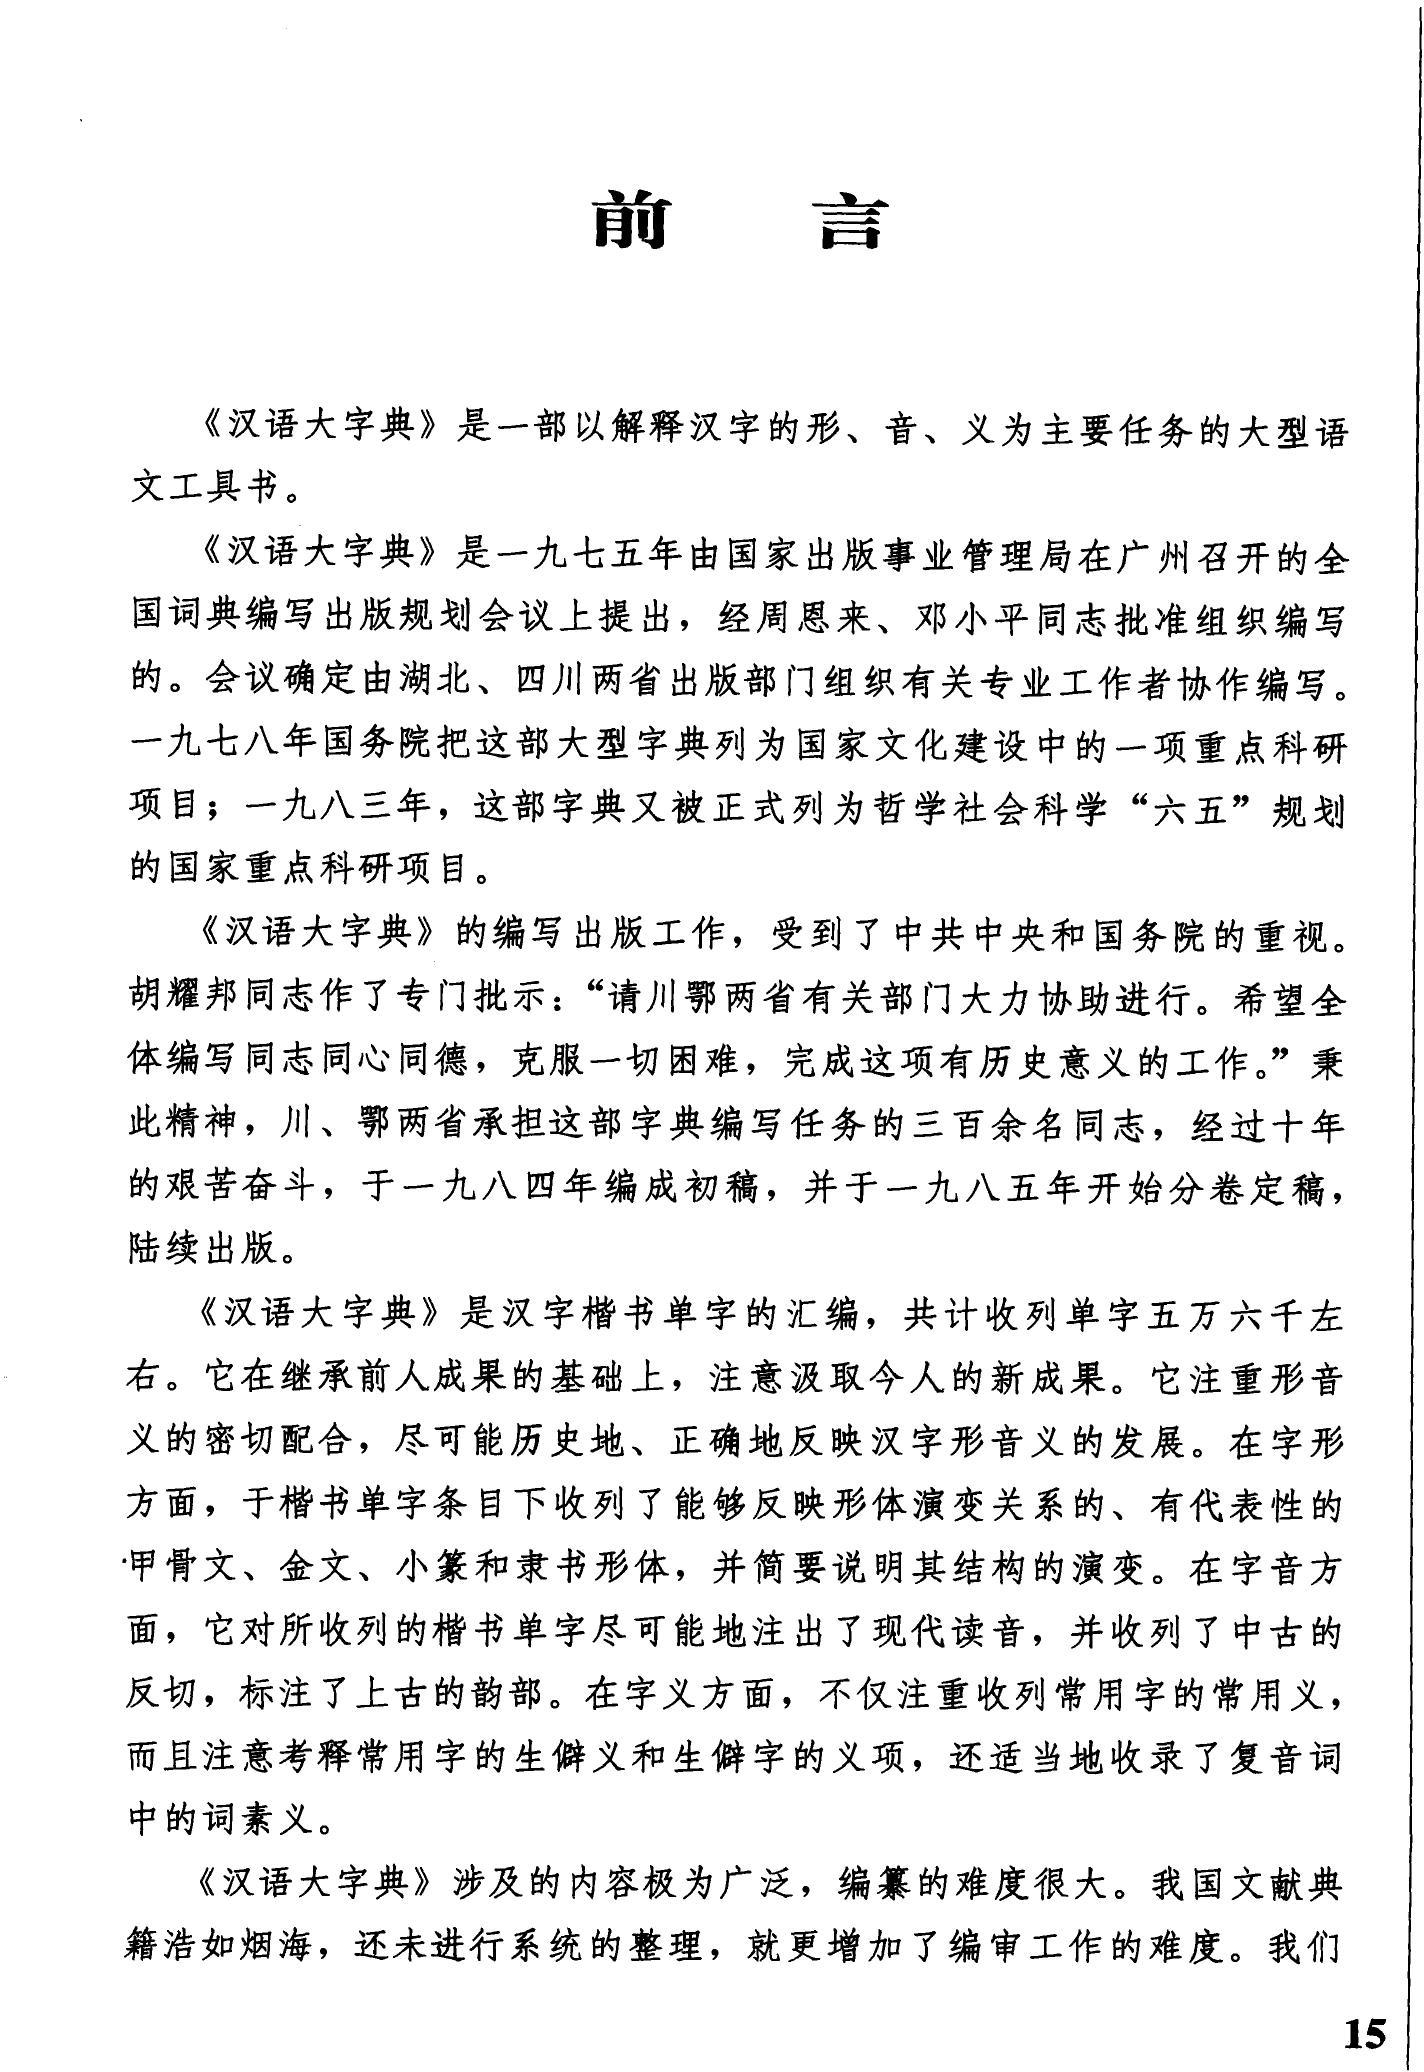 前言
《汉语大字典》是一部以解释汉字的形、音、义为主要任务的大型语
文工具书。
《汉语大字典》是一九七五年由国家出版事业管理局在广州召开的全
国词典编写出版规划会议上提出，经周恩来、邓小平同志批准组织编写
的。会议确定由湖北、四川两省出版部门组织有关专业工作者协作编写。
一九七八年国务院把这部大型字典列为国家文化建设中的一项重点科研
项目；一九八三年，这部字典又被正式列为哲学社会科学“六五”规划
的国家重点科研项目。
《汉语大字典》的编写出版工作，受到了中共中央和国务院的重视。
胡耀邦同志作了专门批示：“请川鄂两省有关部门大力协助进行。希望全
体编写同志同心同德，克服一切困难，完成这项有历史意义的工作。”秉
此精神，川、鄂两省承担这部字典编写任务的三百余名同志，经过十年
的艰苦奋斗，于一九八四年编成初稿，并于一九八五年开始分卷定稿，
陆续出版。
《汉语大字典》是汉字楷书单字的汇编，共计收列单字五万六千左
右。它在继承前人成果的基础上，注意汲取今人的新成果。它注重形音
义的密切配合，尽可能历史地、正确地反映汉字形音义的发展。在字形
方面，于楷书单字条目下收列了能够反映形体演变关系的、有代表性的
甲骨文、金文、小篆和隶书形体，并简要说明其结构的演变。在字音方
面，它对所收列的楷书单字尽可能地注出了现代读音，并收列了中古的
反切，标注了上古的韵部。在字义方面，不仅注重收列常用字的常用义，
而且注意考释常用字的生僻义和生僻字的义项，还适当地收录了复音词
中的词素义。
《汉语大字典》涉及的内容极为广泛，编纂的难度很大。我国文献典
籍浩如烟海，还未进行系统的整理，就更增加了编审工作的难度。我们
15